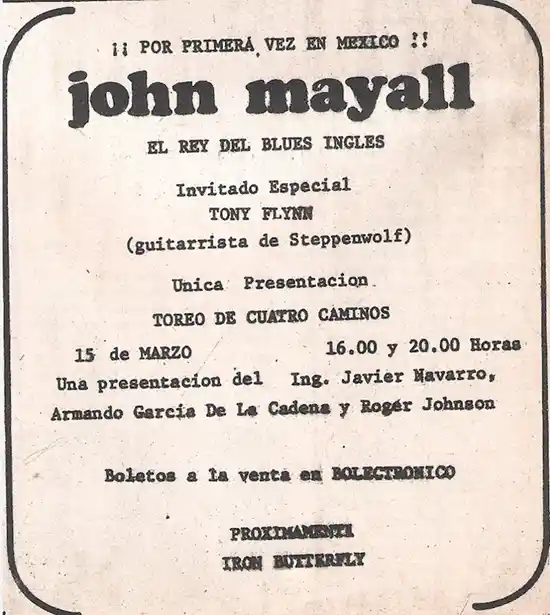 ¡¡ POR PRIMERA VEZ EN MEXICO !!
john mayall
EL REY DEL BLUES INGLES
Invitado Especial
TONY FLYNN
(guitarrista de Steppenwolf)
Unica Presentacion
TOREO DE CUATRO CAMINOS
15 de MARZO 16.00 y 20.00 Horas
Una presentacion del Ing. Javier Navarro,
Armando García De La Cadena y Roger Johnson
Boletos a la venta en BOLECTRONICO
PROXIMAMENTE
IRON BUTTERFLY